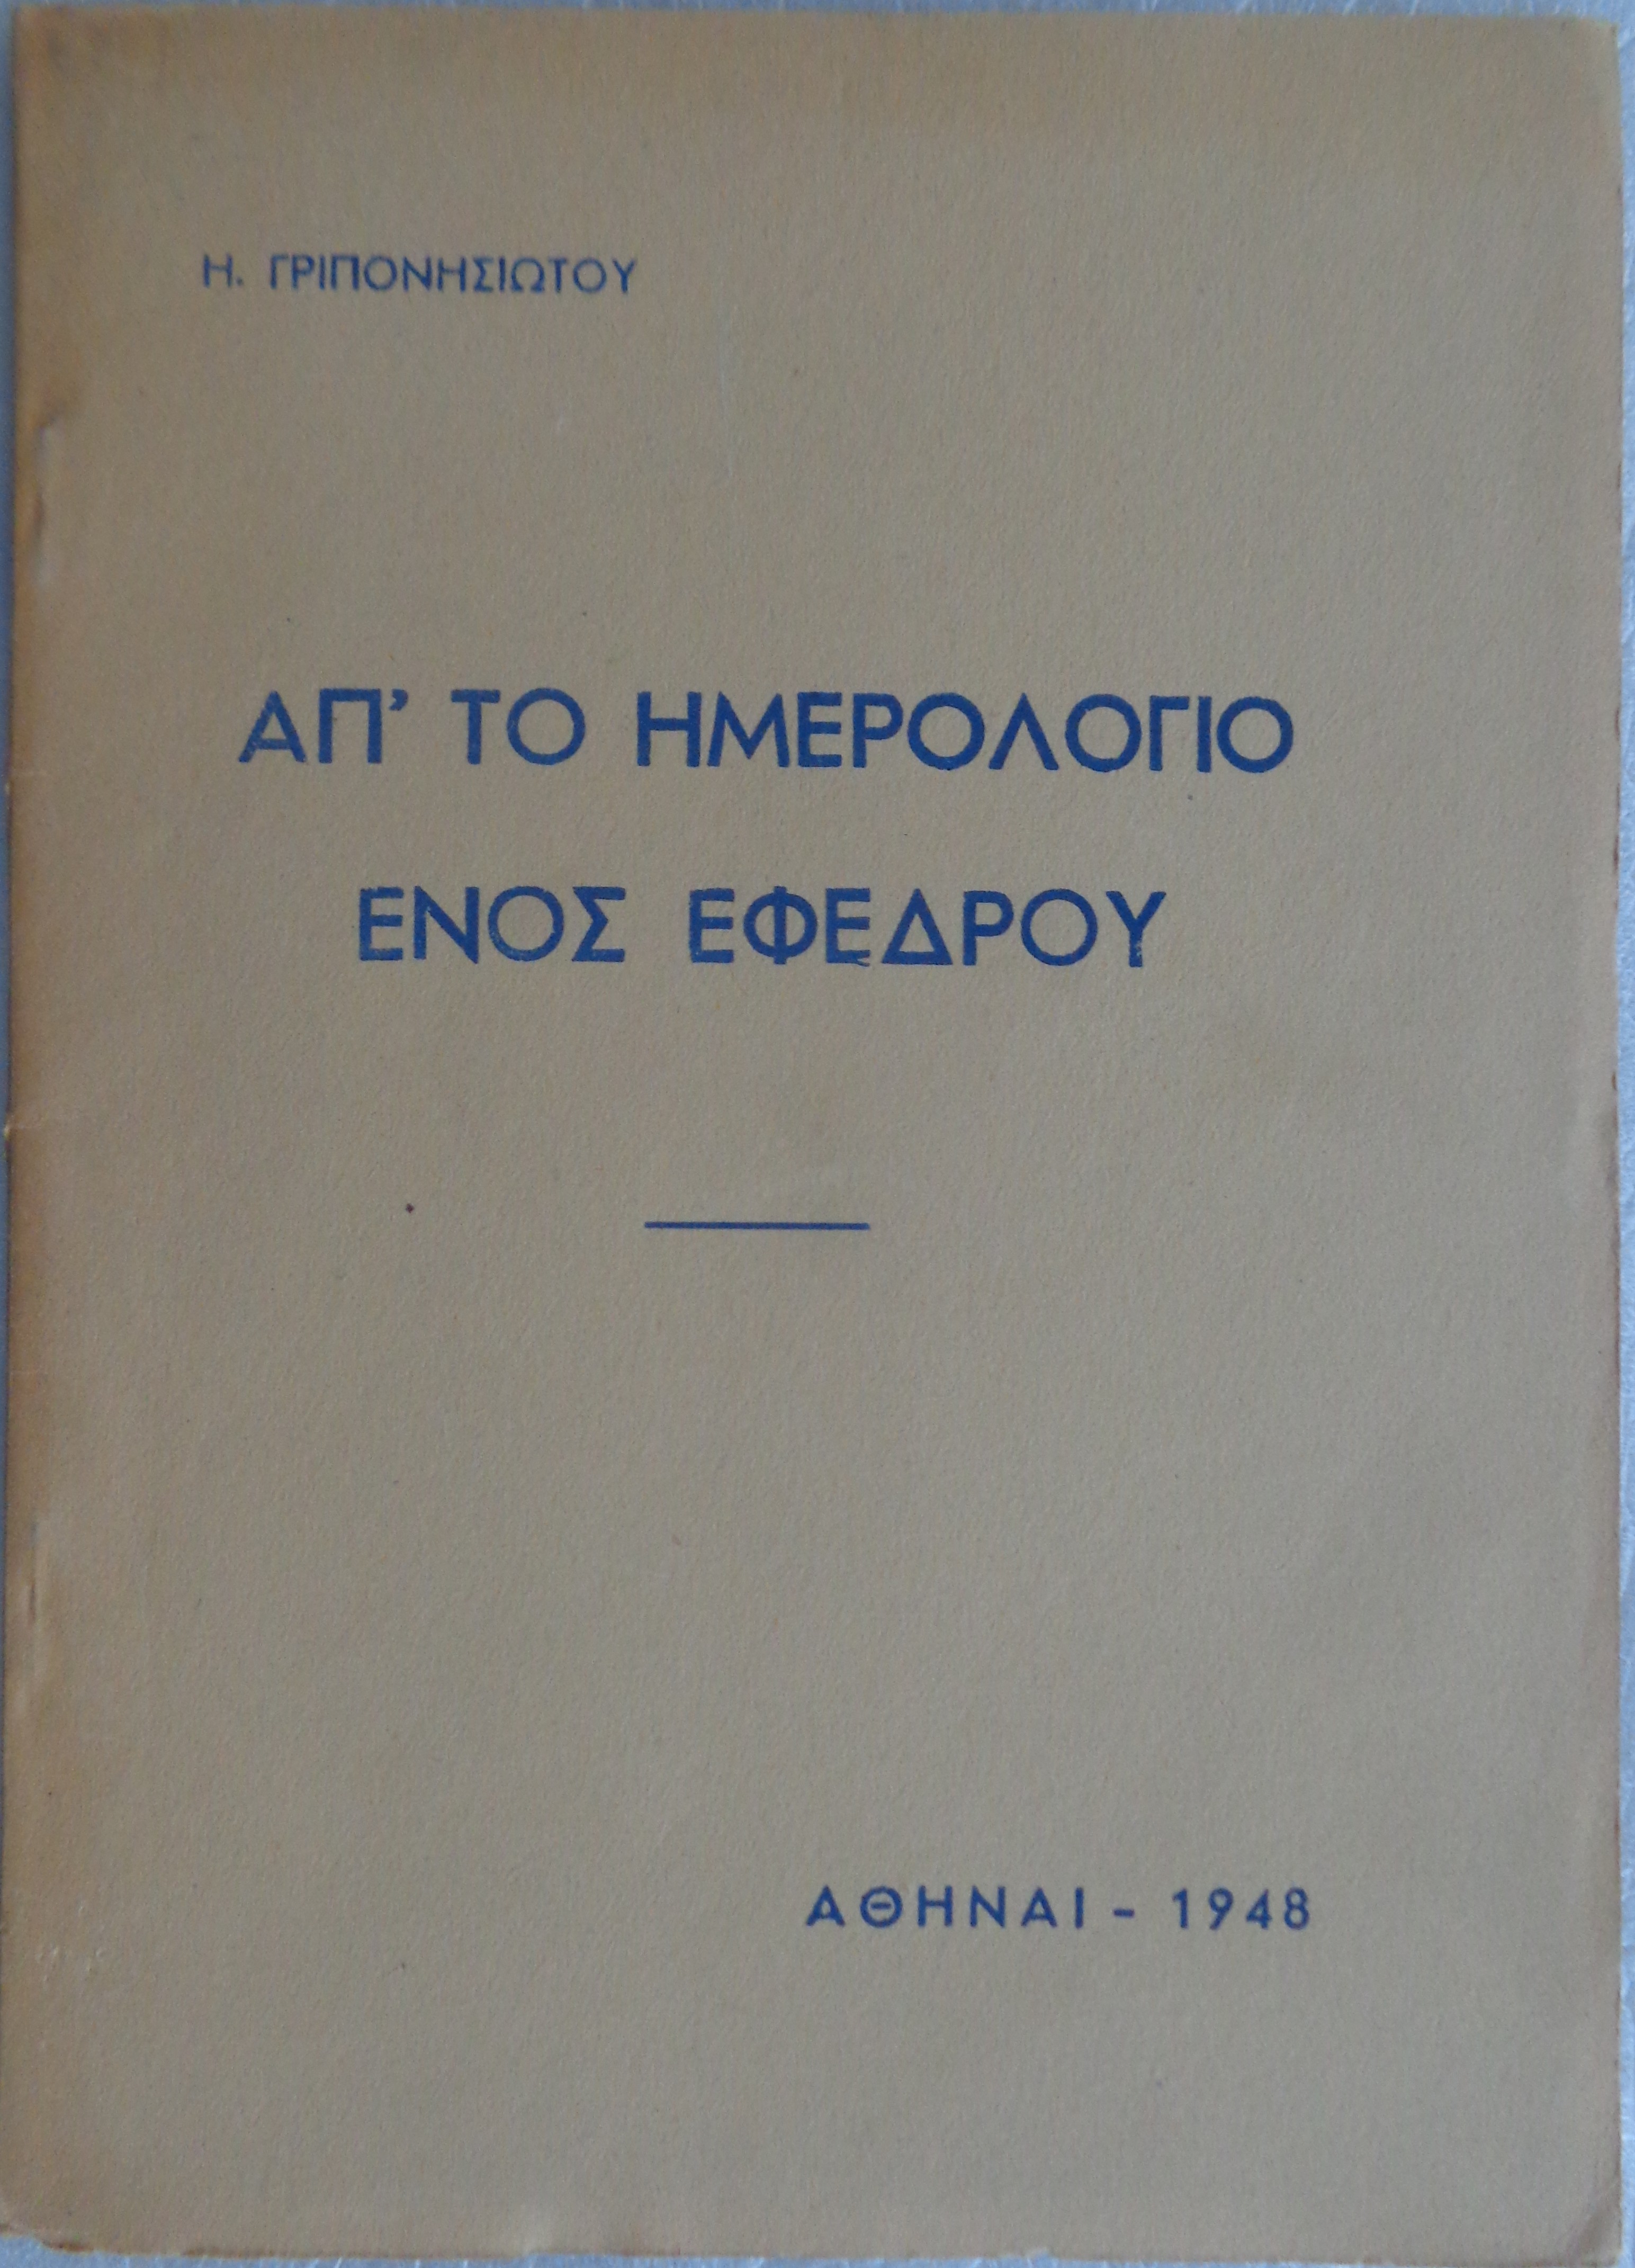 Η. ΓΡΙΠΟΝΗΣΙΩΤΟΥ
ΑΠ’ ΤΟ ΗΜΕΡΟΛΟΓΙΟ
ΕΝΟΣ ΕΦΕΔΡΟΥ
ΑΘΗΝΑΙ - 1948